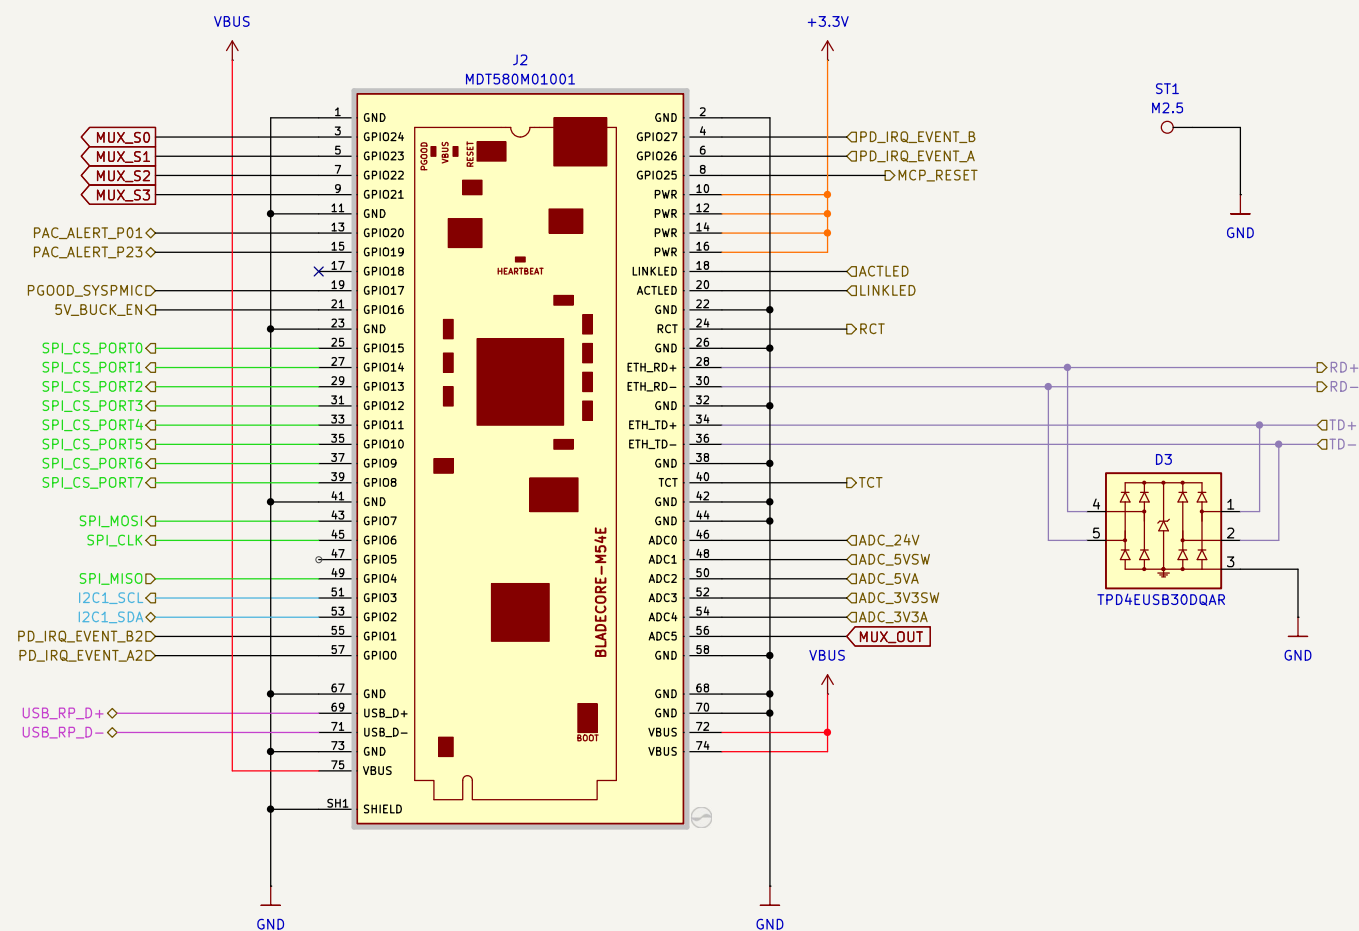 VBUS
+3.3V
J2
MDT580M01001
ST1
M2.5
GND
1 GND
GND 2
MUX_S0 3 GPIO24
GPIO27 4 PD_IRQ_EVENT_B
MUX_S1 5 GPIO23
GPIO26 6 PD_IRQ_EVENT_A
MUX_S2 7 GPIO22
GPIO25 8 MCP_RESET
MUX_S3 9 GPIO21
PWR 10
11 GND
PWR 12
PAC_ALERT_P01 13 GPIO20
PWR 14
PAC_ALERT_P23 15 GPIO19
PWR 16
17 GPIO18
LINKLED 18 ACTLED
PGOOD_SYSPMIC 19 GPIO17
ACTLED 20 LINKLED
5V_BUCK_EN 21 GPIO16
GND 22
23 GND
RCT 24 RCT
SPI_CS_PORT0 25 GPIO15
GND 26
SPI_CS_PORT1 27 GPIO14
ETH_RD+ 28 RD+
SPI_CS_PORT2 29 GPIO13
ETH_RD- 30 RD-
SPI_CS_PORT3 31 GPIO12
GND 32
SPI_CS_PORT4 33 GPIO11
ETH_TD+ 34 TD+
SPI_CS_PORT5 35 GPIO10
ETH_TD- 36 TD-
SPI_CS_PORT6 37 GPIO9
GND 38
SPI_CS_PORT7 39 GPIO8
TCT 40 TCT
41 GND
GND 42
SPI_MOSI 43 GPIO7
GND 44
SPI_CLK 45 GPIO6
ADC0 46 ADC_24V
47 GPIO5
ADC1 48 ADC_5VSW
SPI_MISO 49 GPIO4
ADC2 50 ADC_5VA
I2C1_SCL 51 GPIO3
ADC3 52 ADC_3V3SW
I2C1_SDA 53 GPIO2
ADC4 54 ADC_3V3A
PD_IRQ_EVENT_B2 55 GPIO1
ADC5 56 MUX_OUT
PD_IRQ_EVENT_A2 57 GPIO0
GND 58
VBUS
67 GND
GND 68
USB_RP_D+ 69 USB_D+
GND 70
USB_RP_D- 71 USB_D-
VBUS 72
73 GND
VBUS 74
75 VBUS
SH1 SHIELD
PGOOD
VBUS
RESET
HEARTBEAT
BLADECORE-M54E
BOOT
D3
4
1
5
2
3
TPD4EUSB30DQAR
GND
GND
GND